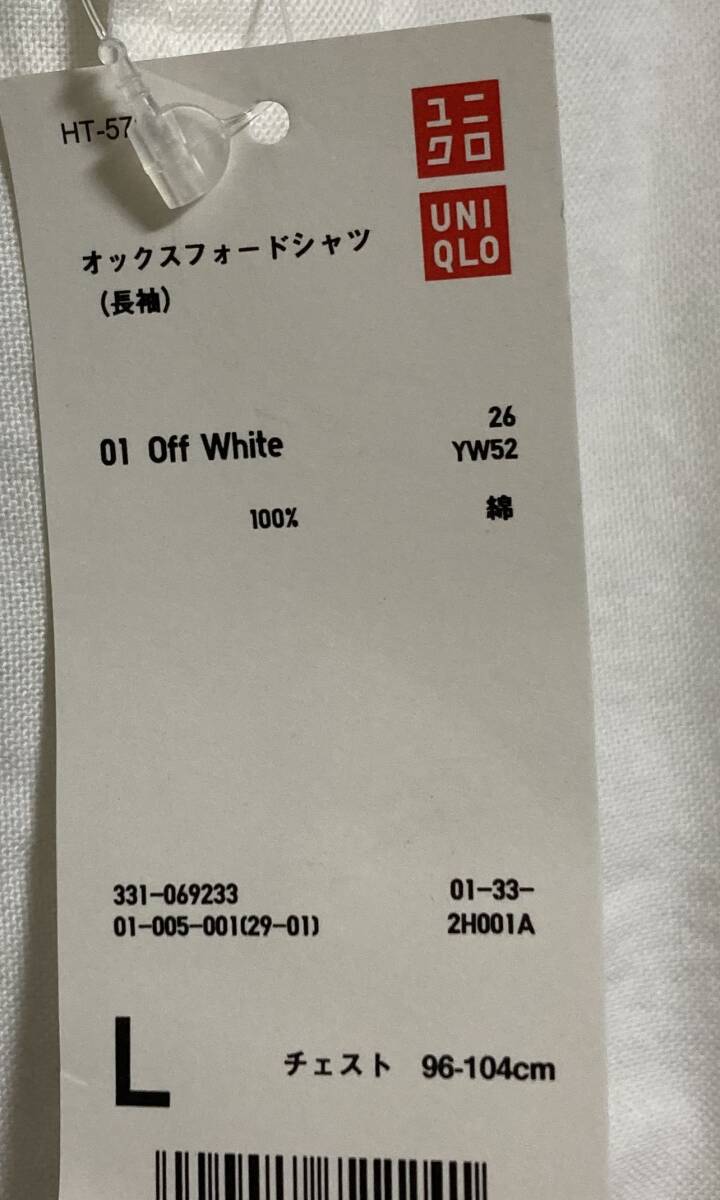 HT-57
ユニ
クロ
UNI
QLO
オックスフォードシャツ
(長袖)
26
01 Off White YW52
100% 綿
331-069233 01-33-
01-005-001(29-01) 2H001A
L チェスト 96-104cm